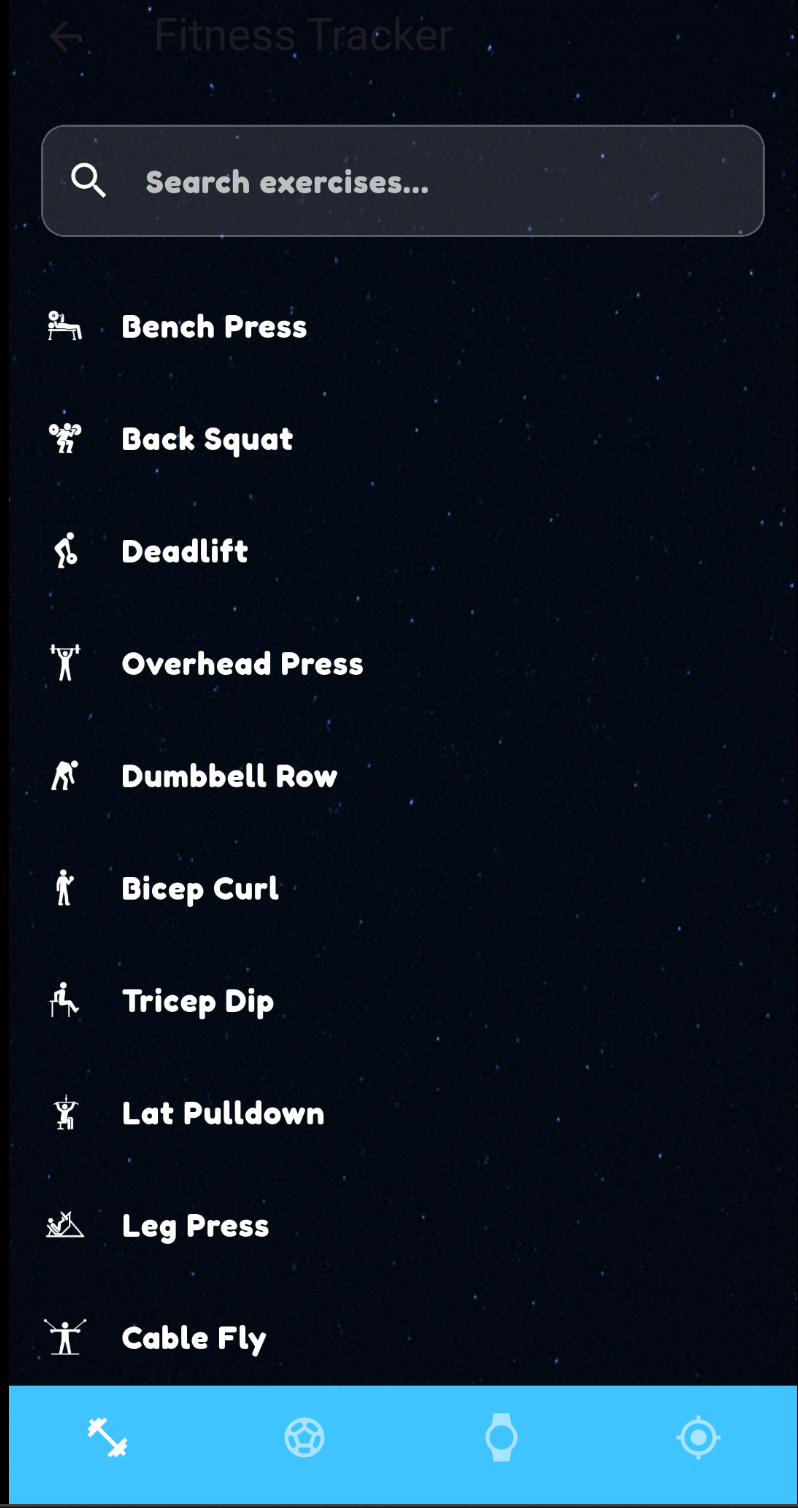 Fitness Tracker
Search exercises...
Bench Press
Back Squat
Deadlift
Overhead Press
Dumbbell Row
Bicep Curl
Tricep Dip
Lat Pulldown
Leg Press
Cable Fly